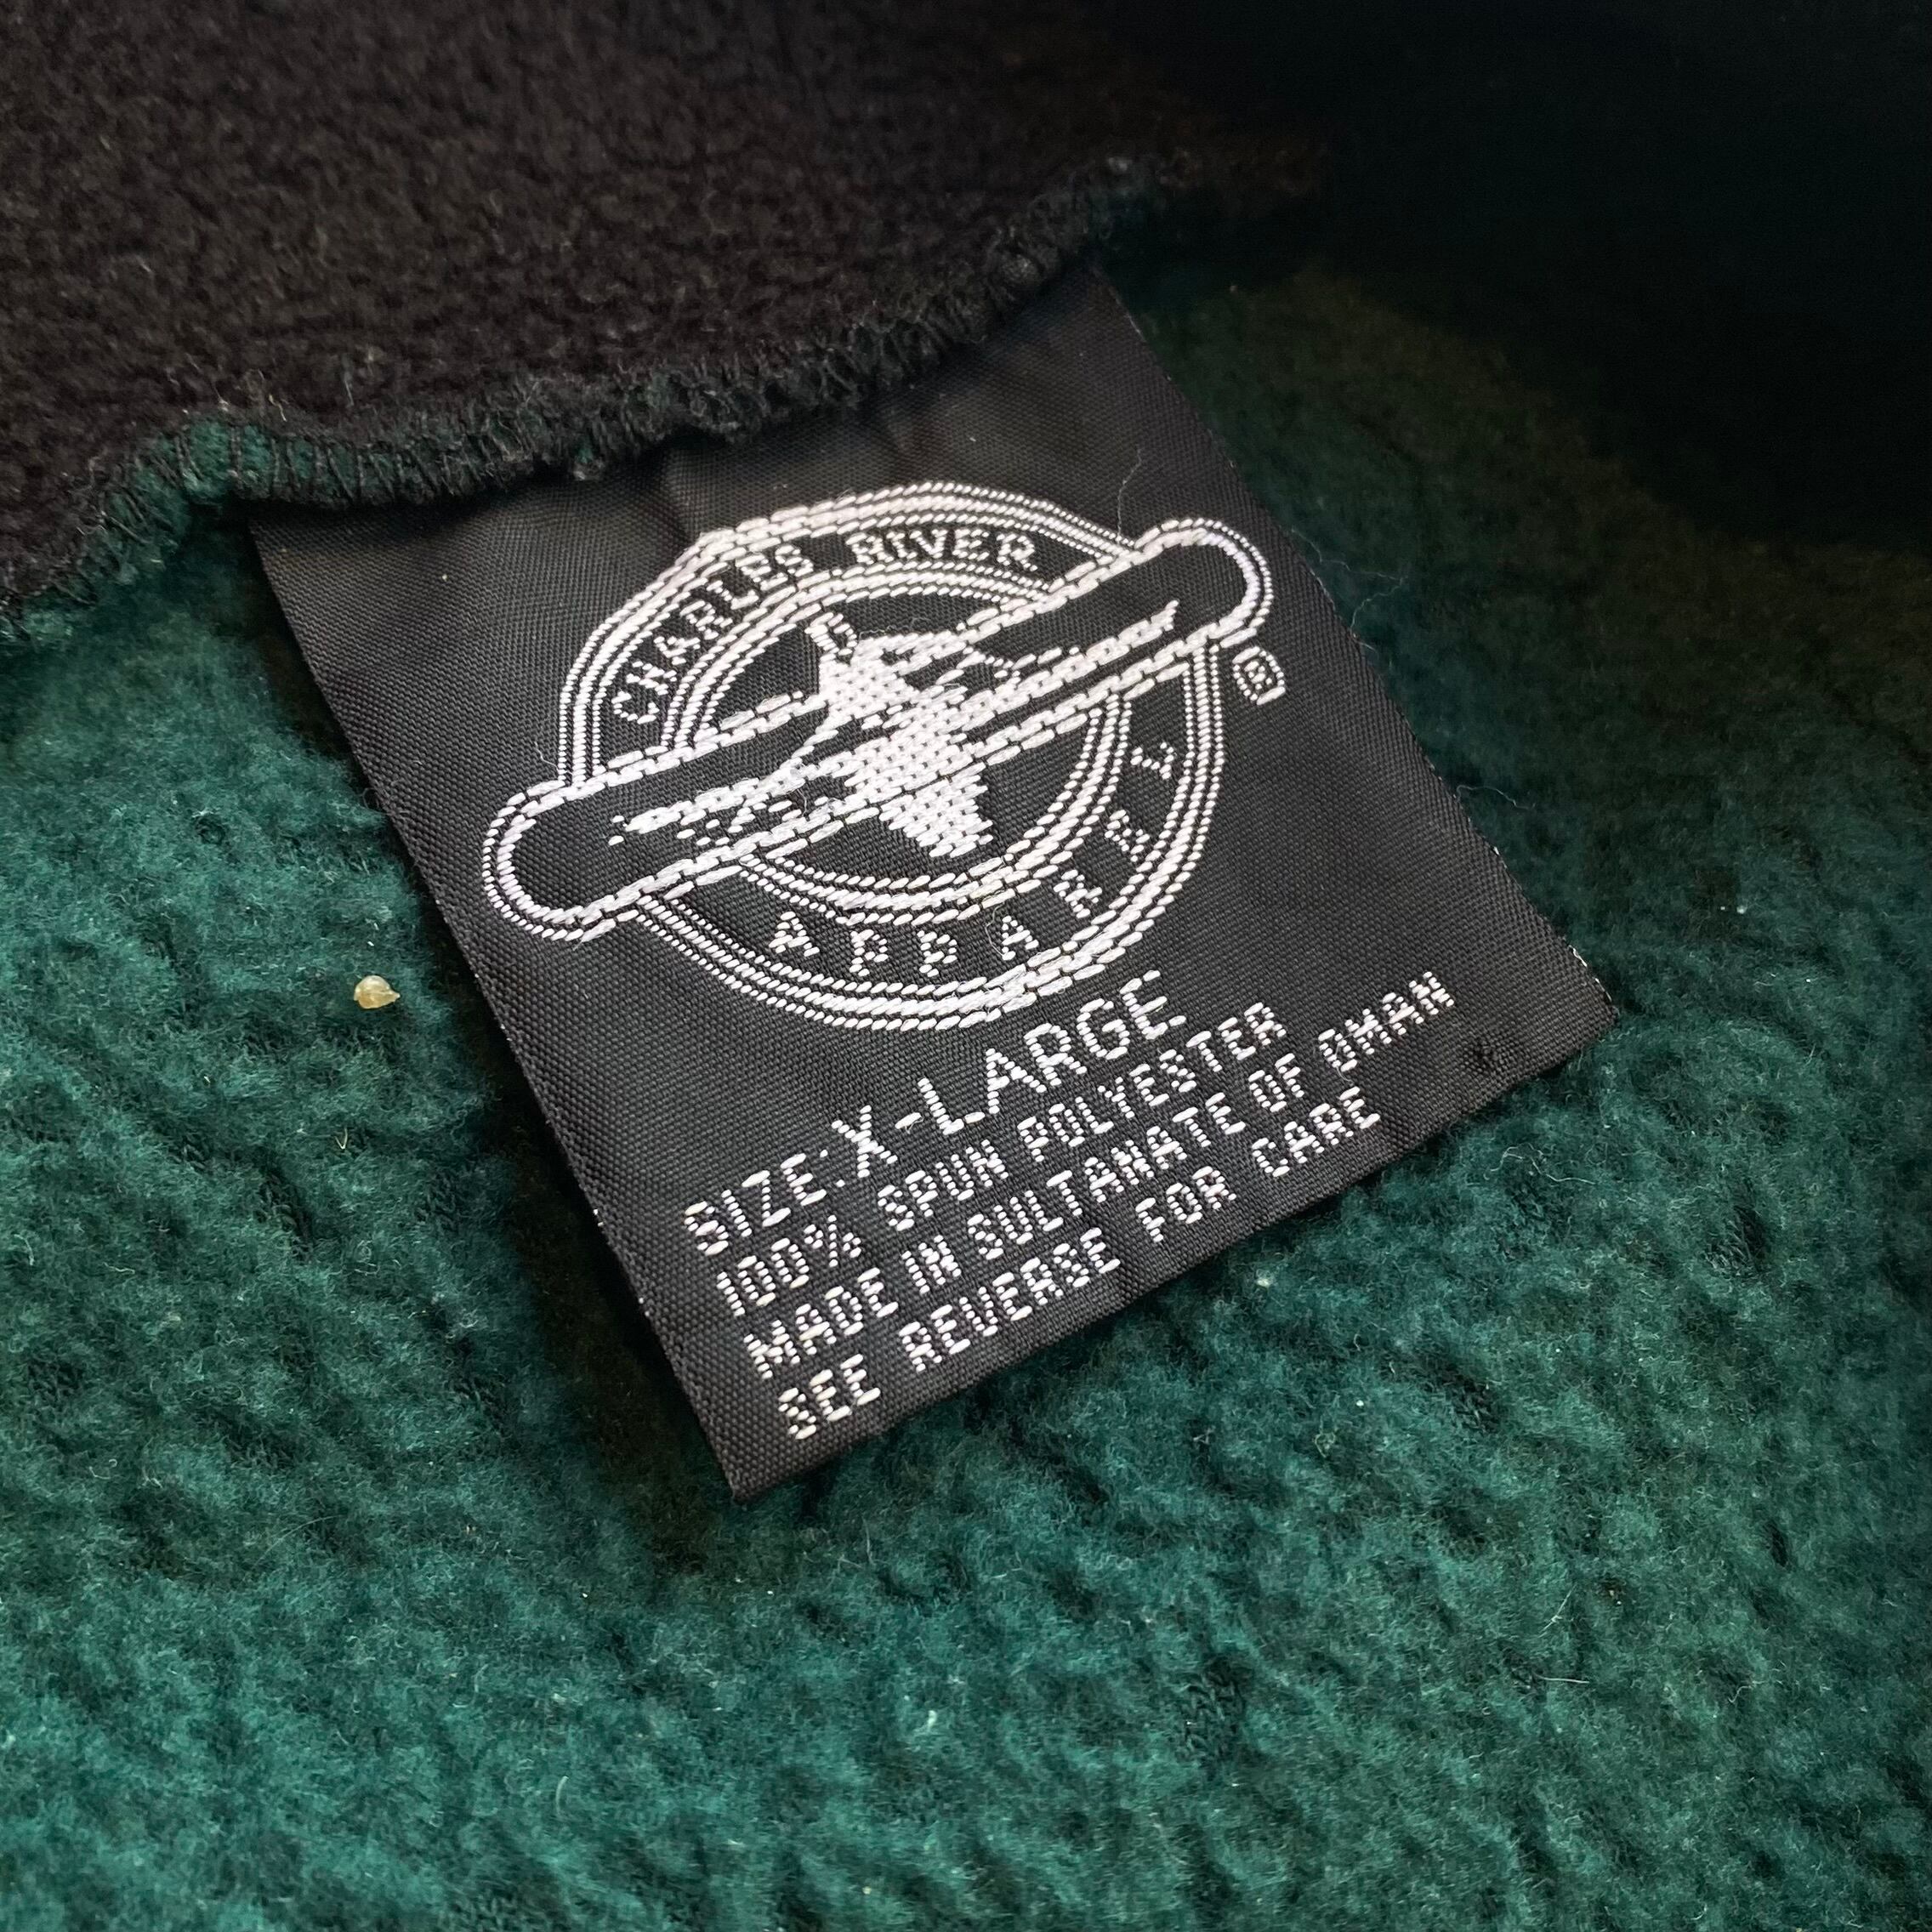 CHARLES RIVER
®
APPAREL
SIZE:X-LARGE
100% SPUN POLYESTER
MADE IN SULTANATE OF OMAN
SEE REVERSE FOR CARE